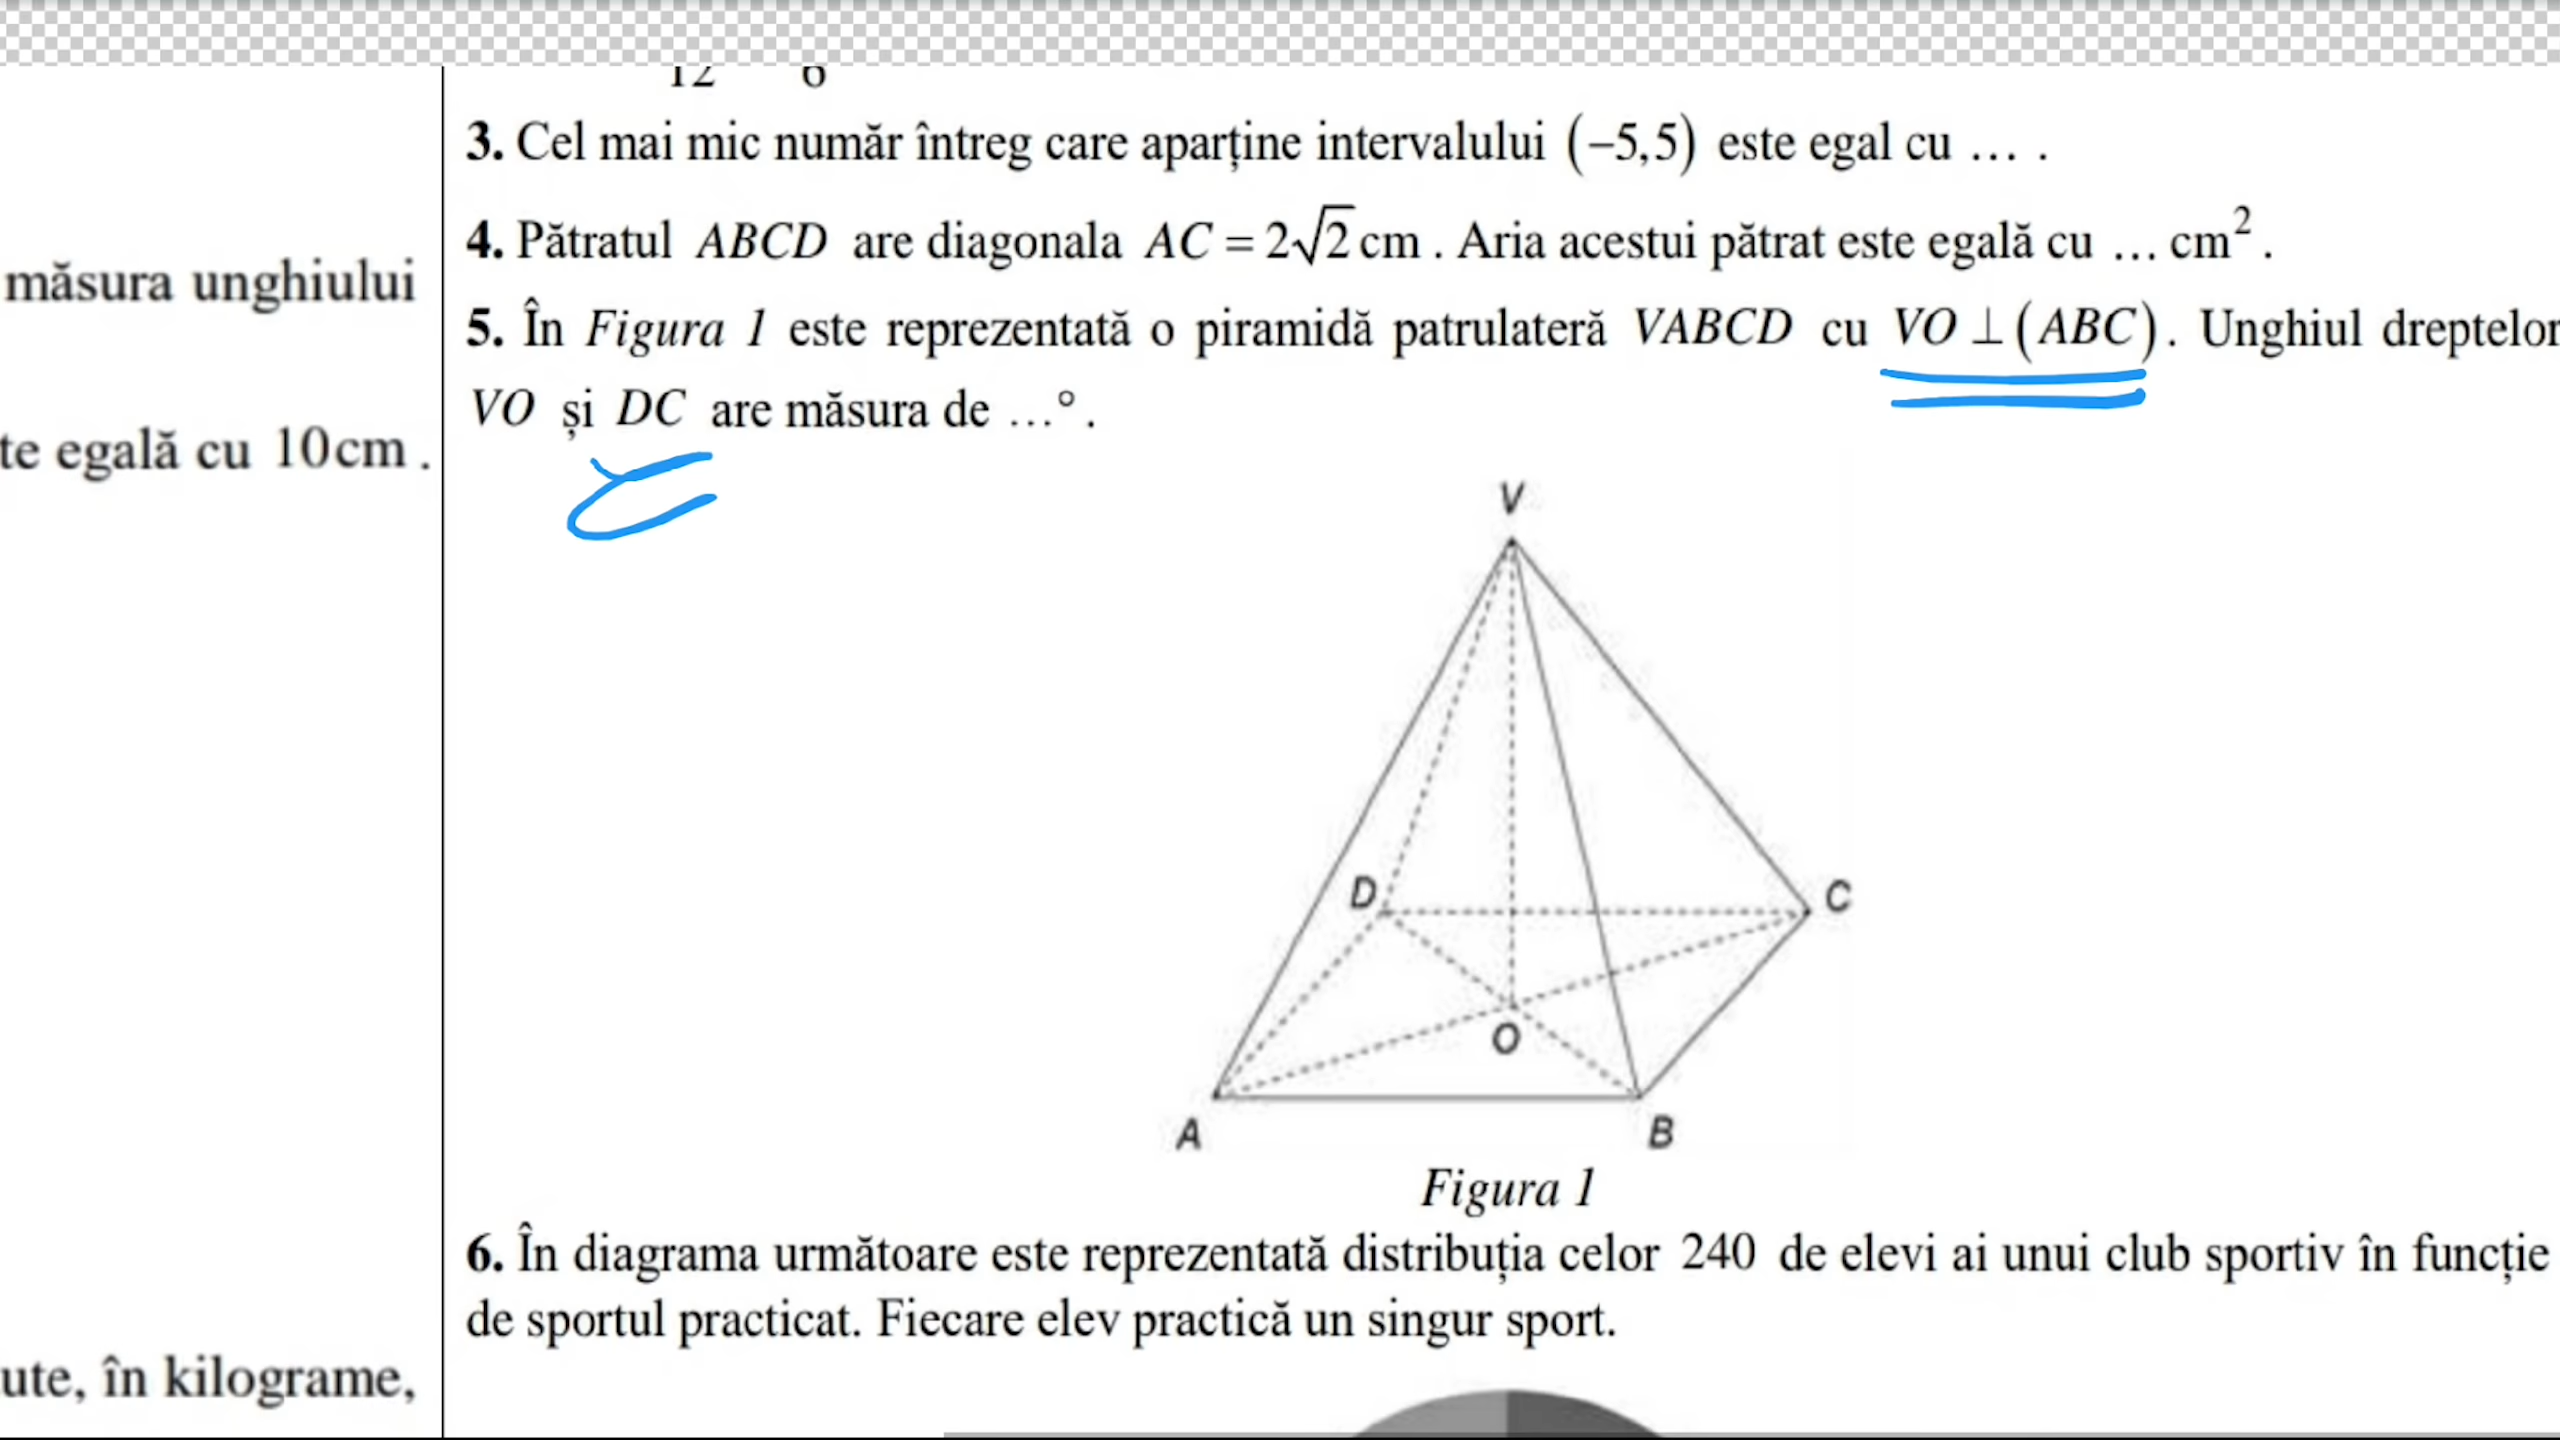 12 6
3. Cel mai mic număr întreg care aparține intervalului (−5,5) este egal cu … .
4. Pătratul ABCD are diagonala AC = 2√2 cm . Aria acestui pătrat este egală cu … cm² .
măsura unghiului
5. În Figura 1 este reprezentată o piramidă patrulateră VABCD cu VO ⊥ (ABC). Unghiul dreptelor
VO și DC are măsura de …° .
te egală cu 10cm .
V
D
C
O
A
B
Figura 1
6. În diagrama următoare este reprezentată distribuția celor 240 de elevi ai unui club sportiv în funcție
de sportul practicat. Fiecare elev practică un singur sport.
ute, în kilograme,